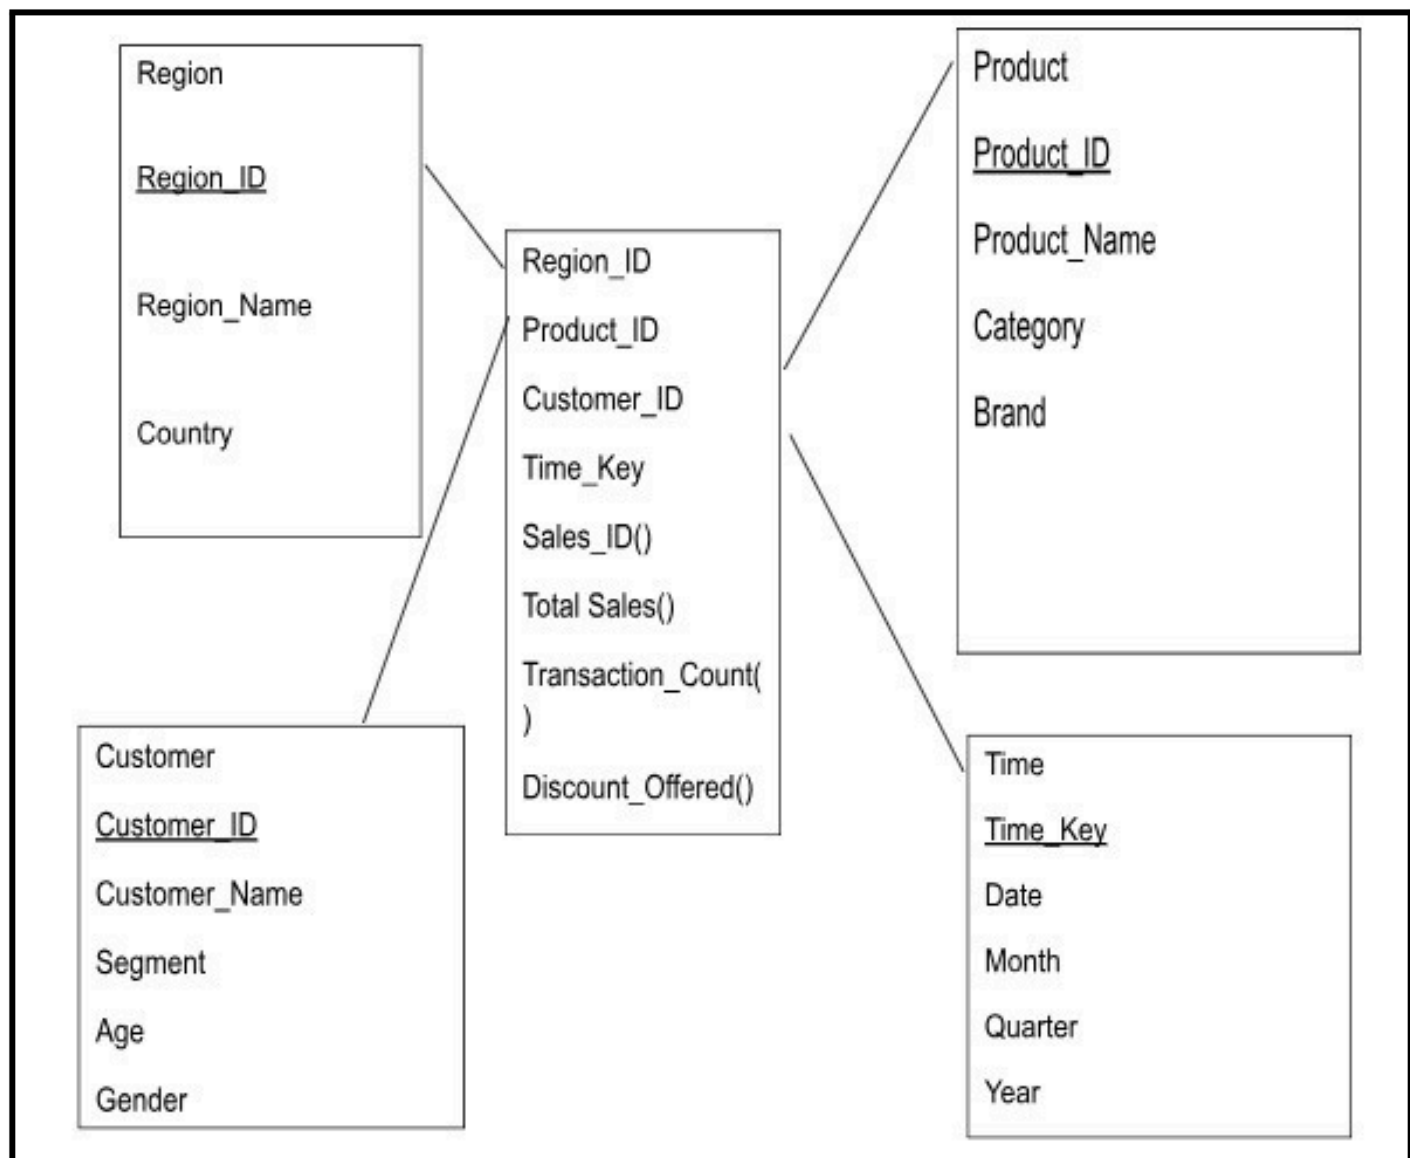 Region
Region_ID
Region_Name
Country
Region_ID
Product_ID
Customer_ID
Time_Key
Sales_ID()
Total Sales()
Transaction_Count(
)
Discount_Offered()
Product
Product_ID
Product_Name
Category
Brand
Customer
Customer_ID
Customer_Name
Segment
Age
Gender
Time
Time_Key
Date
Month
Quarter
Year